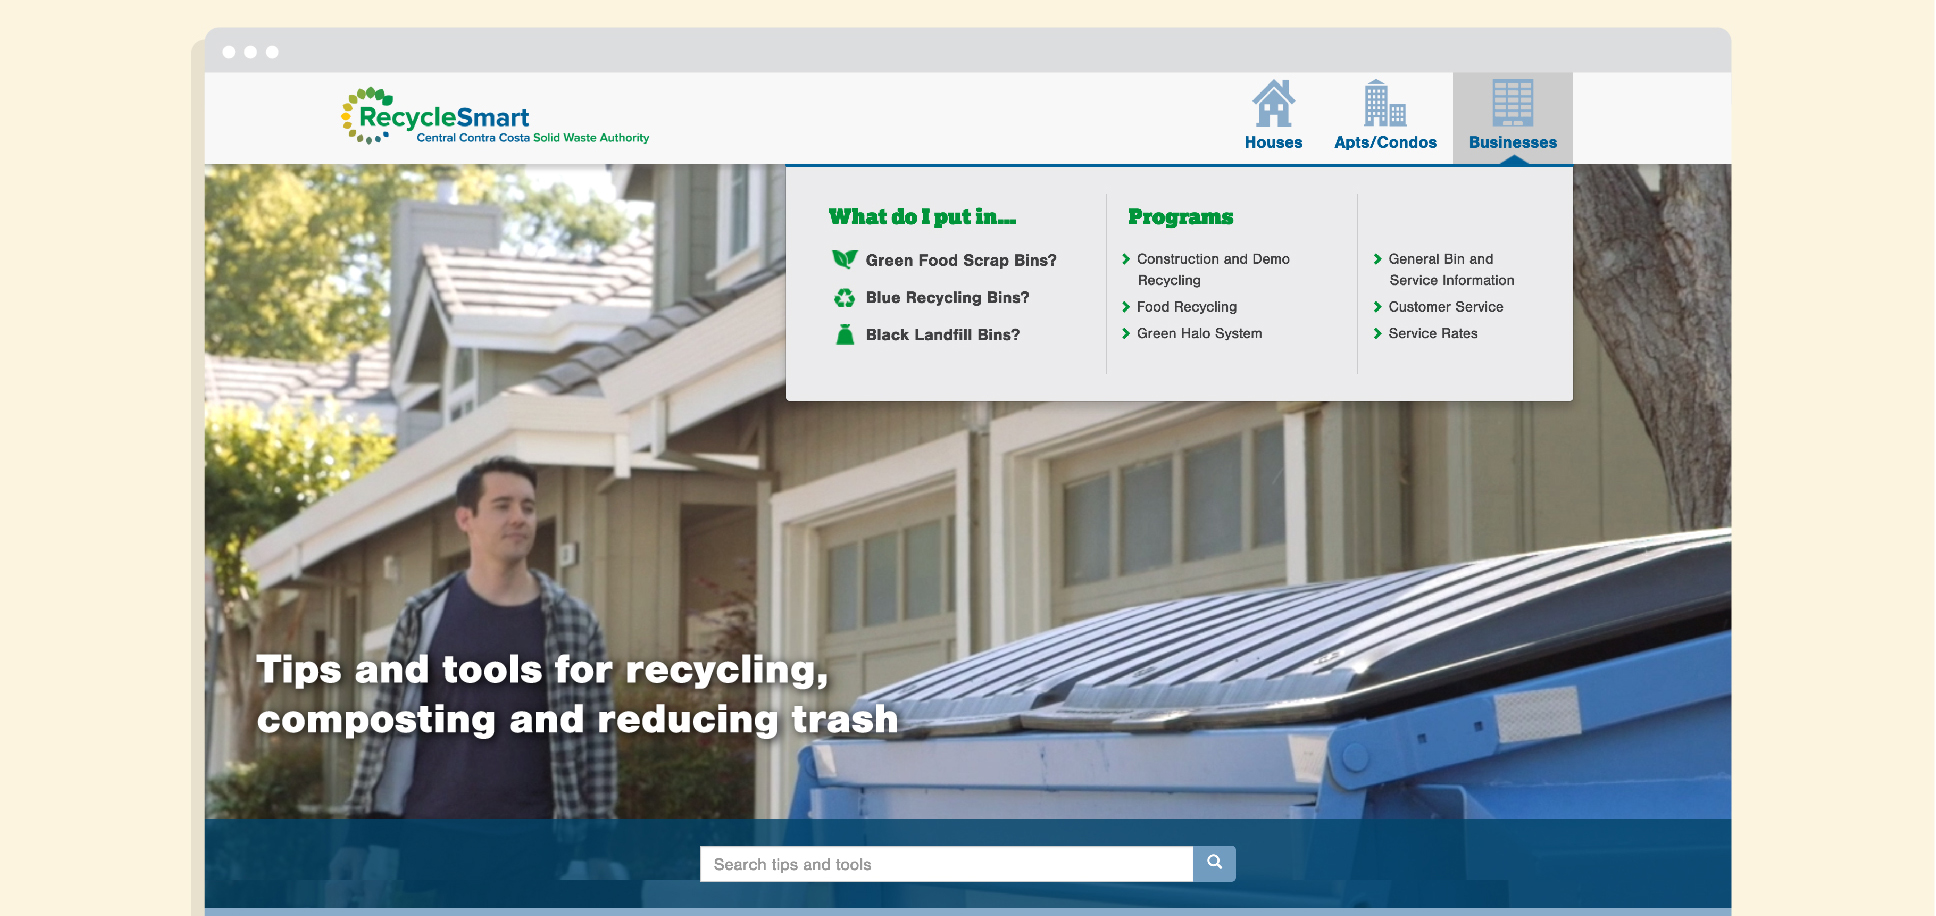 RecycleSmart
Central Contra Costa Solid Waste Authority
Houses
Apts/Condos
Businesses
What do I put in...
Green Food Scrap Bins?
Blue Recycling Bins?
Black Landfill Bins?
Programs
Construction and Demo
Recycling
Food Recycling
Green Halo System
General Bin and
Service Information
Customer Service
Service Rates
Tips and tools for recycling,
composting and reducing trash
Search tips and tools